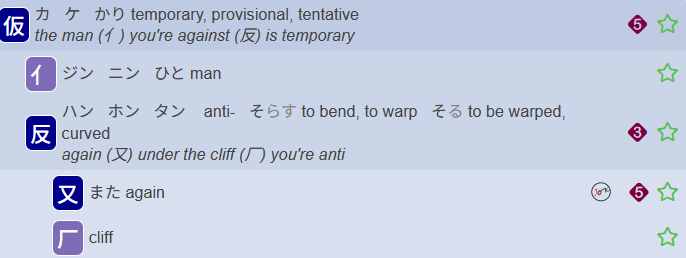 仮 カ ケ かり temporary, provisional, tentative 5
the man (亻) you're against (反) is temporary
亻 ジン ニン ひと man
反 ハン ホン タン anti- そらす to bend, to warp そる to be warped, 3
curved
again (又) under the cliff (厂) you're anti
又 また again 5
厂 cliff